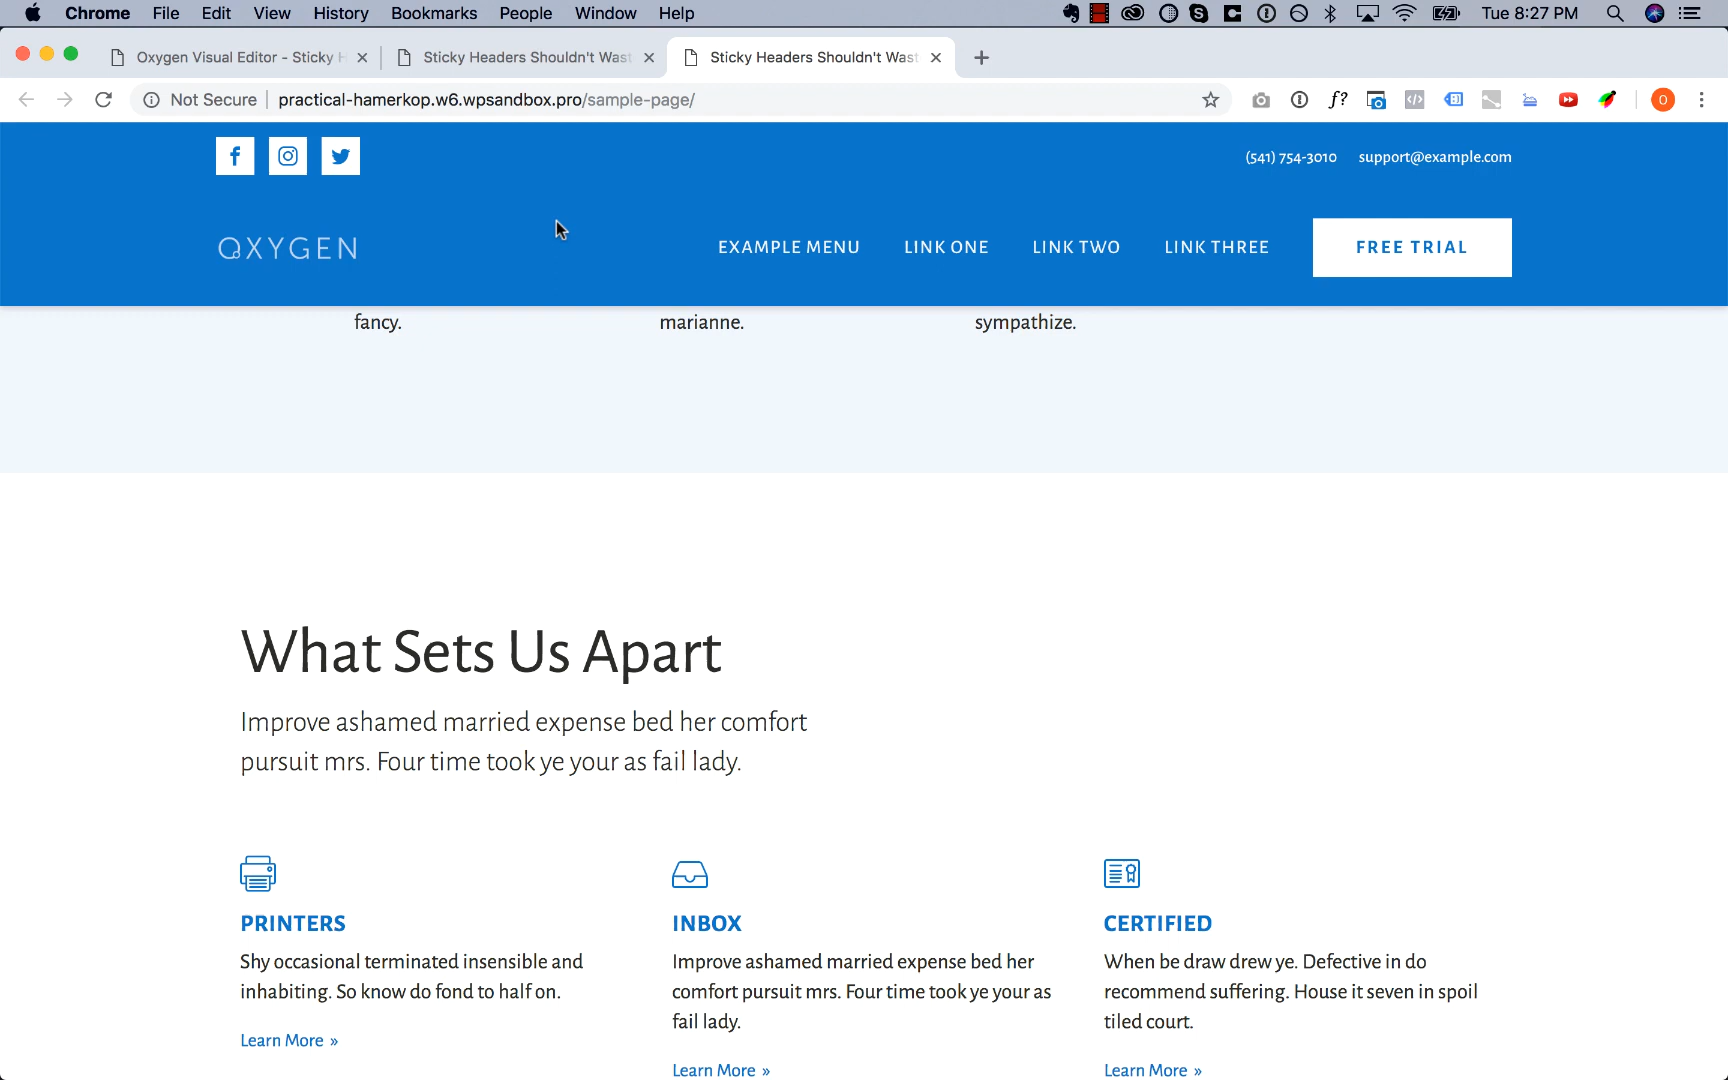 Chrome File Edit View History Bookmarks People Window Help Tue 8:27 PM
Oxygen Visual Editor - Sticky H
Sticky Headers Shouldn't Wast
Sticky Headers Shouldn't Wast
Not Secure practical-hamerkop.w6.wpsandbox.pro/sample-page/
f?
O
(541) 754-3010 support@example.com
OXYGEN EXAMPLE MENU LINK ONE LINK TWO LINK THREE FREE TRIAL
fancy. marianne. sympathize.
What Sets Us Apart
Improve ashamed married expense bed her comfort
pursuit mrs. Four time took ye your as fail lady.
PRINTERS
Shy occasional terminated insensible and
inhabiting. So know do fond to half on.
Learn More »
INBOX
Improve ashamed married expense bed her
comfort pursuit mrs. Four time took ye your as
fail lady.
Learn More »
CERTIFIED
When be draw drew ye. Defective in do
recommend suffering. House it seven in spoil
tiled court.
Learn More »